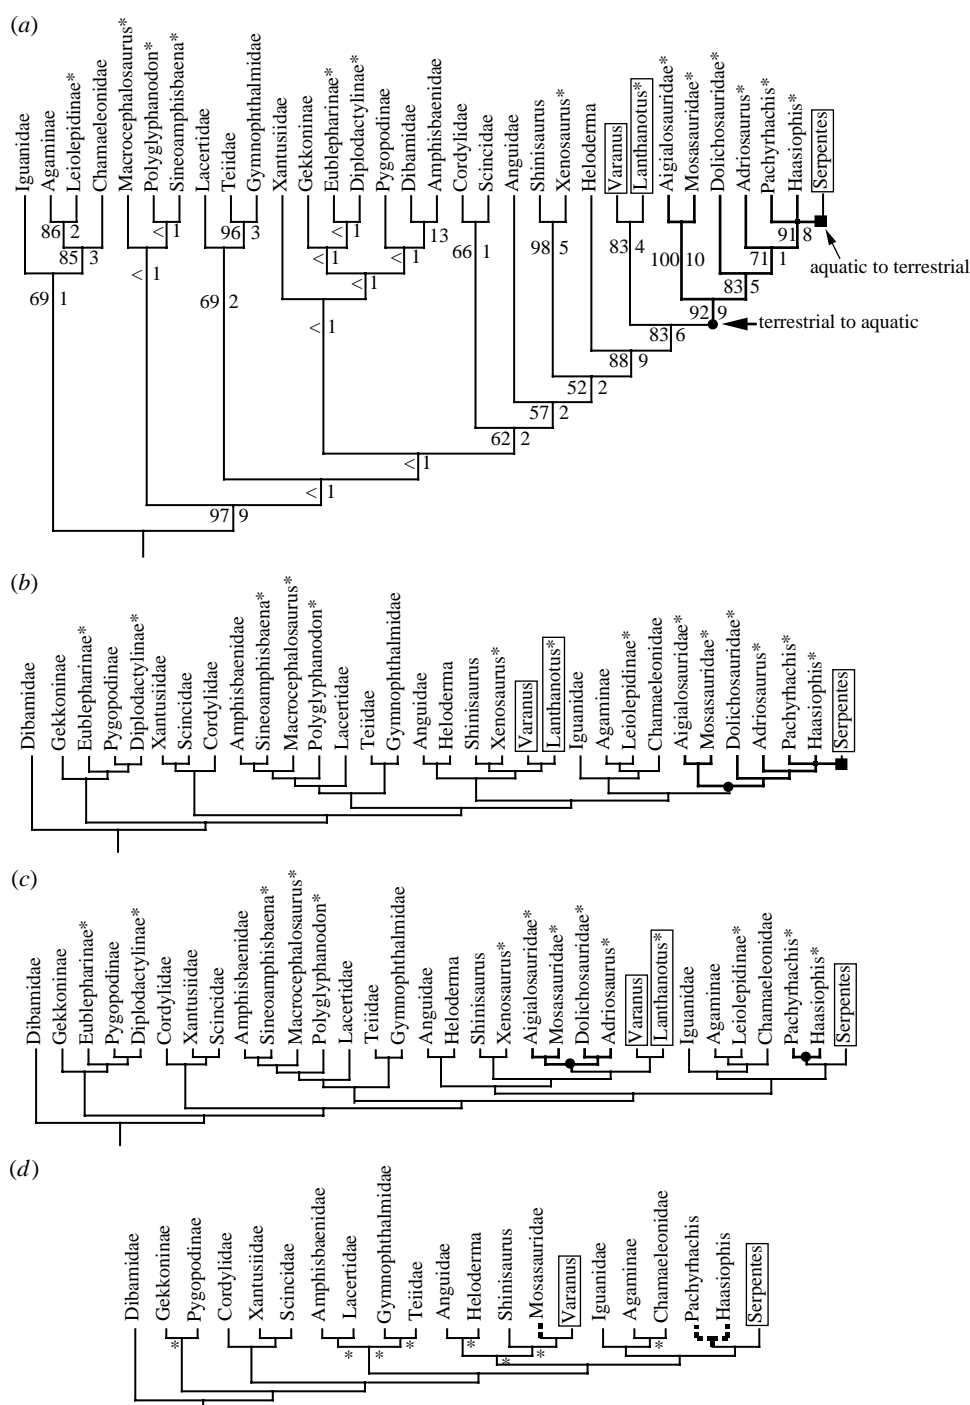 (a)
Iguanidae
Agaminae
Leiolepidinae*
Chamaeleonidae
Macrocephalosaurus*
Polyglyphanodon*
Sineoamphisbaena*
Lacertidae
Teiidae
Gymnophthalmidae
Xantusiidae
Gekkoninae
Eublepharinae*
Diplodactylinae*
Pygopodinae
Dibamidae
Amphisbaenidae
Cordylidae
Scincidae
Anguidae
Shinisaurus
Xenosaurus*
Heloderma
Varanus
Lanthanotus*
Aigialosauridae*
Mosasauridae*
Dolichosauridae*
Adriosaurus*
Pachyrhachis*
Haasiophis*
Serpentes
86 2
< 1
96 3
< 1
13
91 8
85 3
< 1
< 1
66 1
98 5
83 4
100 10
71 1
aquatic to terrestrial
69 1
< 1
69 2
< 1
83 5
92 9
terrestrial to aquatic
83 6
88 9
52 2
57 2
62 2
< 1
< 1
97 9
(b)
Dibamidae
Gekkoninae
Eublepharinae*
Pygopodinae
Diplodactylinae*
Xantusiidae
Scincidae
Cordylidae
Amphisbaenidae
Sineoamphisbaena*
Macrocephalosaurus*
Polyglyphanodon*
Lacertidae
Teiidae
Gymnophthalmidae
Anguidae
Heloderma
Shinisaurus
Xenosaurus*
Varanus
Lanthanotus*
Iguanidae
Agaminae
Leiolepidinae*
Chamaeleonidae
Aigialosauridae*
Mosasauridae*
Dolichosauridae*
Adriosaurus*
Pachyrhachis*
Haasiophis*
Serpentes
(c)
Dibamidae
Gekkoninae
Eublepharinae*
Pygopodinae
Diplodactylinae*
Cordylidae
Xantusiidae
Scincidae
Amphisbaenidae
Sineoamphisbaena*
Macrocephalosaurus*
Polyglyphanodon*
Lacertidae
Teiidae
Gymnophthalmidae
Anguidae
Heloderma
Shinisaurus
Xenosaurus*
Aigialosauridae*
Mosasauridae*
Dolichosauridae*
Adriosaurus*
Varanus
Lanthanotus*
Iguanidae
Agaminae
Leiolepidinae*
Chamaeleonidae
Pachyrhachis*
Haasiophis*
Serpentes
(d)
Dibamidae
Gekkoninae
Pygopodinae
Cordylidae
Xantusiidae
Scincidae
Amphisbaenidae
Lacertidae
Gymnophthalmidae
Teiidae
Anguidae
Heloderma
Shinisaurus
Mosasauridae
Varanus
Iguanidae
Agaminae
Chamaeleonidae
Pachyrhachis
Haasiophis
Serpentes
* * * * * * * *